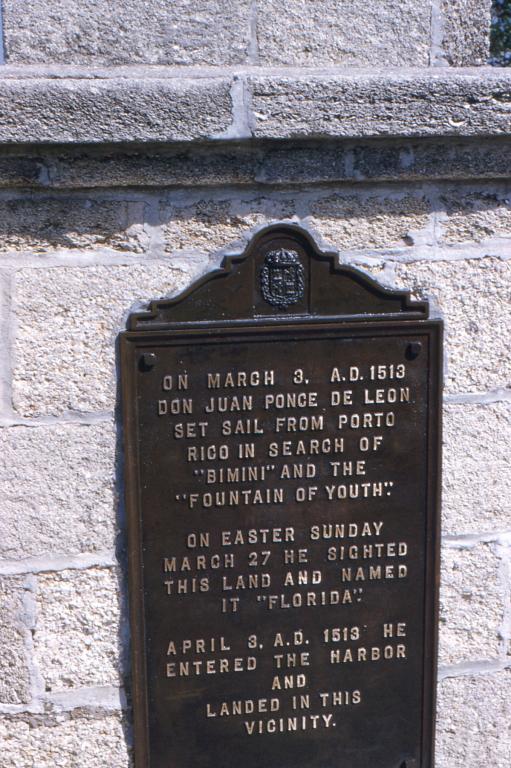 ON MARCH 3, A.D. 1513
DON JUAN PONCE DE LEON
SET SAIL FROM PORTO
RICO IN SEARCH OF
"BIMINI" AND THE
"FOUNTAIN OF YOUTH".
ON EASTER SUNDAY
MARCH 27 HE SIGHTED
THIS LAND AND NAMED
IT "FLORIDA".
APRIL 3, A.D. 1513 HE
ENTERED THE HARBOR
AND
LANDED IN THIS
VICINITY.